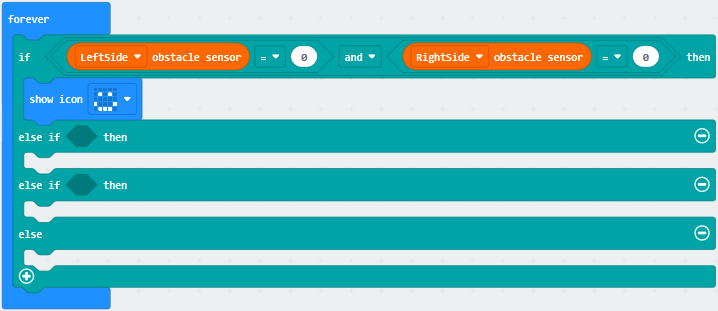 forever
if LeftSide obstacle sensor = 0 and RightSide obstacle sensor = 0 then
show icon
else if then
else if then
else